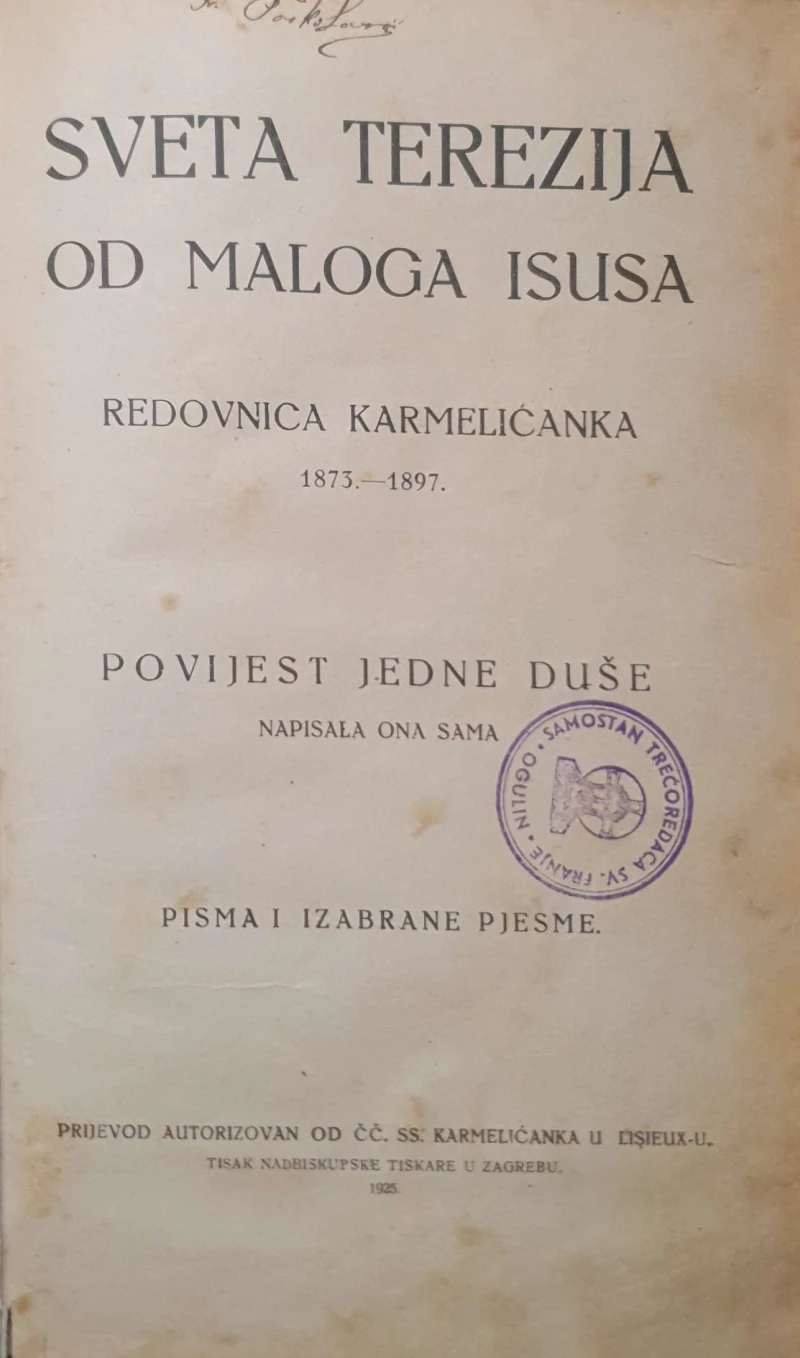 SVETA TEREZIJA
OD MALOGA ISUSA
REDOVNICA KARMELIĆANKA
1873.—1897.
POVIJEST JEDNE DUŠE
NAPISALA ONA SAMA
SAMOSTAN TREĆOREDACA SV. FRANJE • OGULIN •
PISMA I IZABRANE PJESME.
PRIJEVOD AUTORIZOVAN OD ČČ. SS. KARMELIĆANKA U LISIEUX-U.
TISAK NADBISKUPSKE TISKARE U ZAGREBU.
1925.